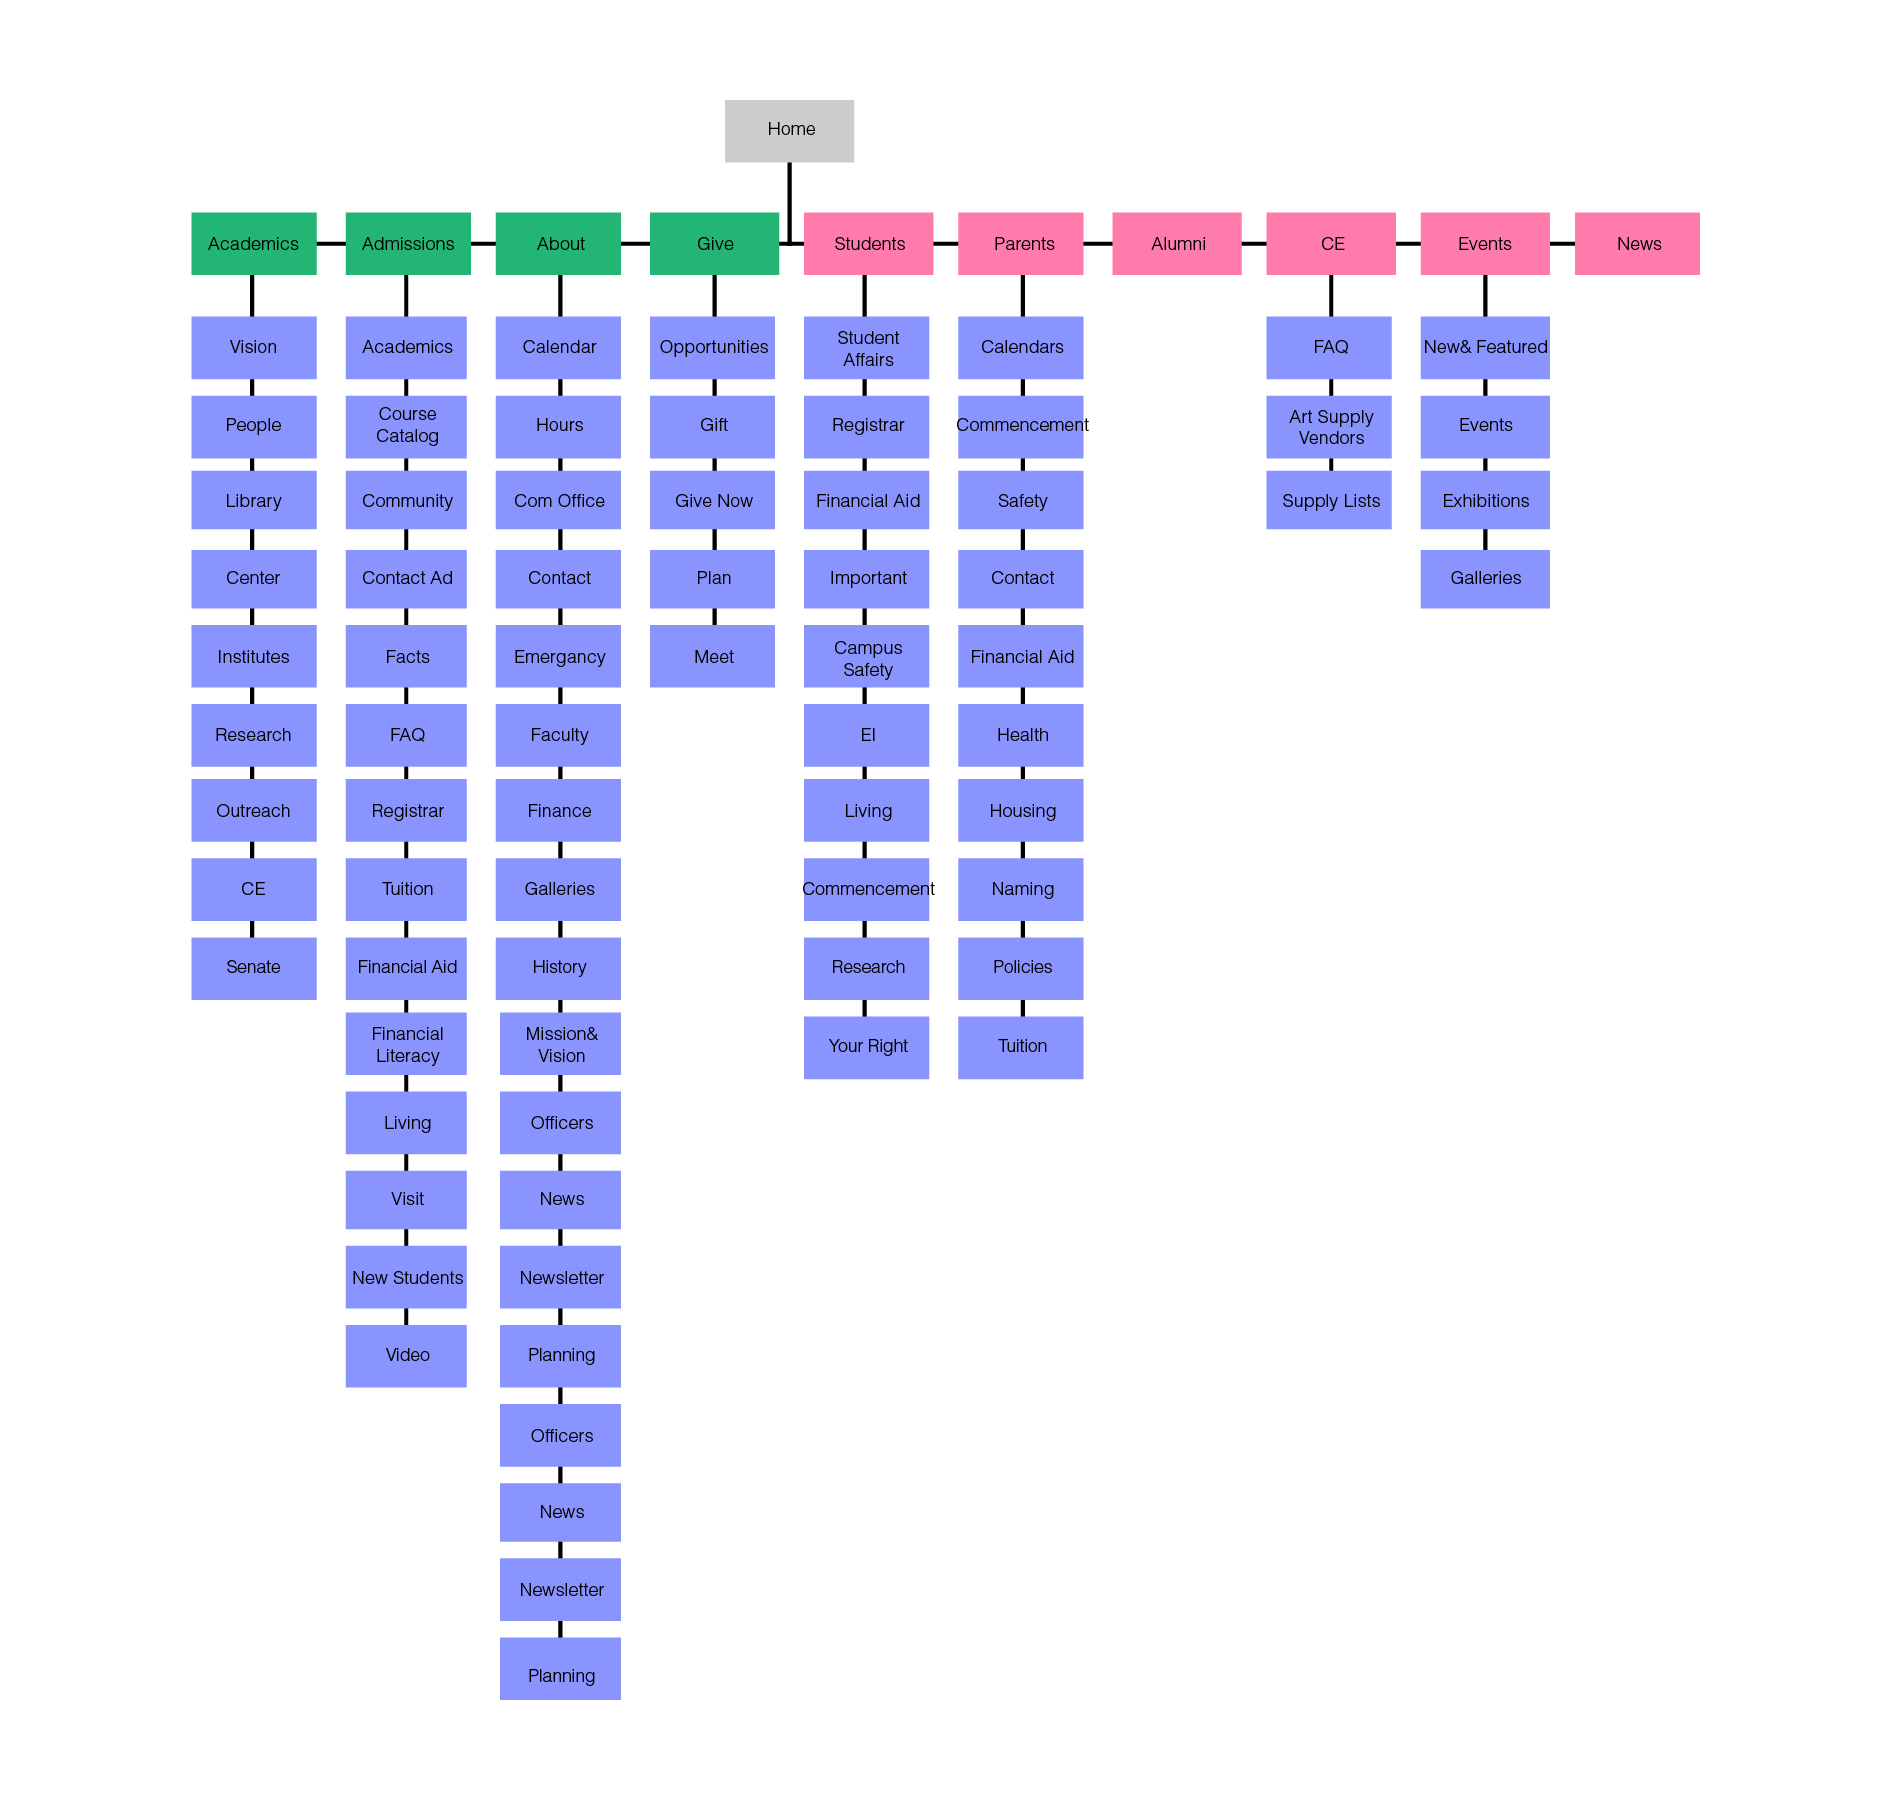 Home
Academics
Admissions
About
Give
Students
Parents
Alumni
CE
Events
News
Vision
People
Library
Center
Institutes
Research
Outreach
CE
Senate
Academics
Course
Catalog
Community
Contact Ad
Facts
FAQ
Registrar
Tuition
Financial Aid
Financial
Literacy
Living
Visit
New Students
Video
Calendar
Hours
Com Office
Contact
Emergancy
Faculty
Finance
Galleries
History
Mission&
Vision
Officers
News
Newsletter
Planning
Officers
News
Newsletter
Planning
Opportunities
Gift
Give Now
Plan
Meet
Student
Affairs
Registrar
Financial Aid
Important
Campus
Safety
EI
Living
Commencement
Research
Your Right
Calendars
Commencement
Safety
Contact
Financial Aid
Health
Housing
Naming
Policies
Tuition
FAQ
Art Supply
Vendors
Supply Lists
New& Featured
Events
Exhibitions
Galleries